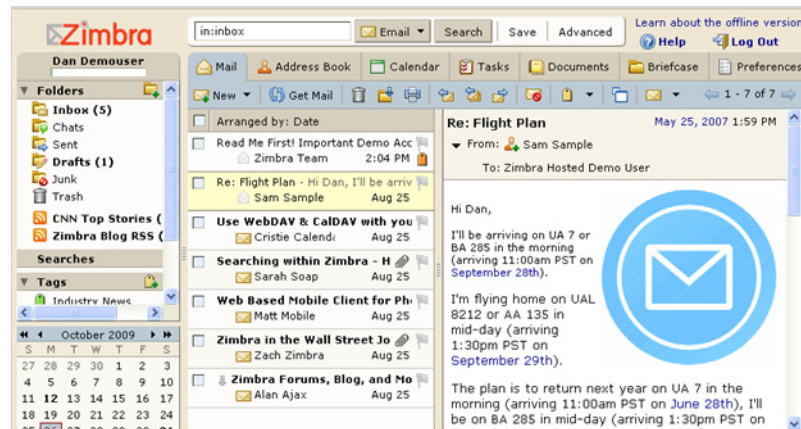 Zimbra
in:inbox
Email
Search
Save
Advanced
Learn about the offline version
Help
Log Out
Dan Demouser
Mail
Address Book
Calendar
Tasks
Documents
Briefcase
Preferences
Folders
Inbox (5)
Chats
Sent
Drafts (1)
Junk
Trash
CNN Top Stories (
Zimbra Blog RSS (
Searches
Tags
Industry News
October 2009
S M T W T F S
27 28 29 30 1 2 3
4 5 6 7 8 9 10
11 12 13 14 15 16 17
18 19 20 21 22 23 24
New
Get Mail
1 - 7 of 7
Arranged by: Date
Read Me First! Important Demo Acc
Zimbra Team 2:04 PM
Re: Flight Plan - Hi Dan, I'll be arriv
Sam Sample Aug 25
Use WebDAV & CalDAV with you
Cristie Calenda Aug 25
Searching within Zimbra - H
Sarah Soap Aug 25
Web Based Mobile Client for Ph
Matt Mobile Aug 25
Zimbra in the Wall Street Jo
Zach Zimbra Aug 25
Zimbra Forums, Blog, and Mo
Alan Ajax Aug 25
Re: Flight Plan May 25, 2007 1:59 PM
From: Sam Sample
To: Zimbra Hosted Demo User
Hi Dan,
I'll be arriving on UA 7 or
BA 285 in the morning
(arriving 11:00am PST on
September 28th).
I'm flying home on UAL
8212 or AA 135 in
mid-day (arriving
1:30pm PST on
September 29th).
The plan is to return next
year on UA 7 in the
morning (arriving 11:00am PST on June 28th), I'll
be on BA 285 in mid-day (arriving 1:30pm PST on